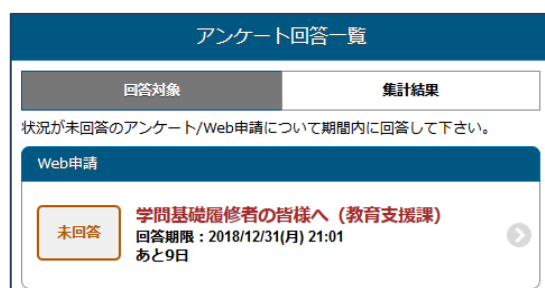 アンケート回答一覧
回答対象
集計結果
状況が未回答のアンケート/Web申請について期間内に回答して下さい。
Web申請
未回答
学問基礎履修者の皆様へ（教育支援課）
回答期限：2018/12/31(月) 21:01
あと9日